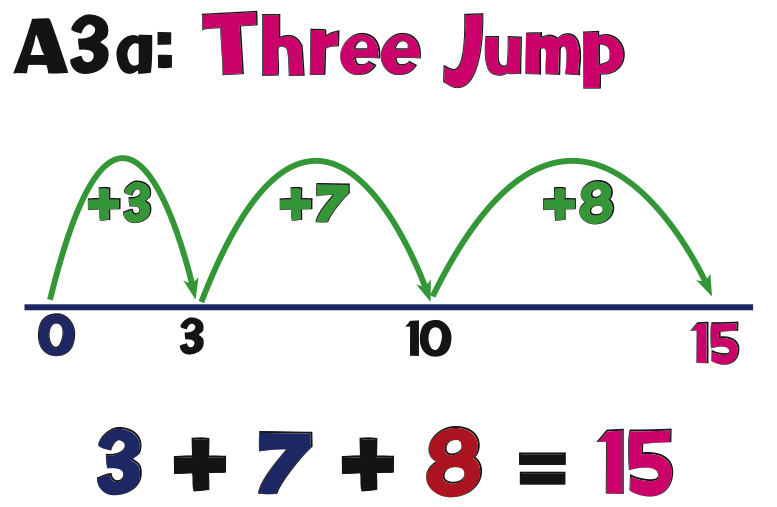 A3a: Three Jump
+3 +7 +8
0 3 10 15
3 + 7 + 8 = 15